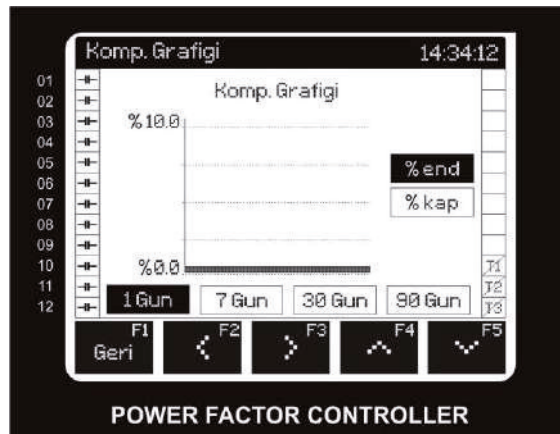 Komp. Grafigi 14:34:12
Komp. Grafigi
01
02
03
04
05
06
07
08
09
10
11
12
%10.0
%end
%kap
%0.0
T1
T2
T3
1 Gun 7 Gun 30 Gun 90 Gun
F1 F2 F3 F4 F5
Geri
POWER FACTOR CONTROLLER